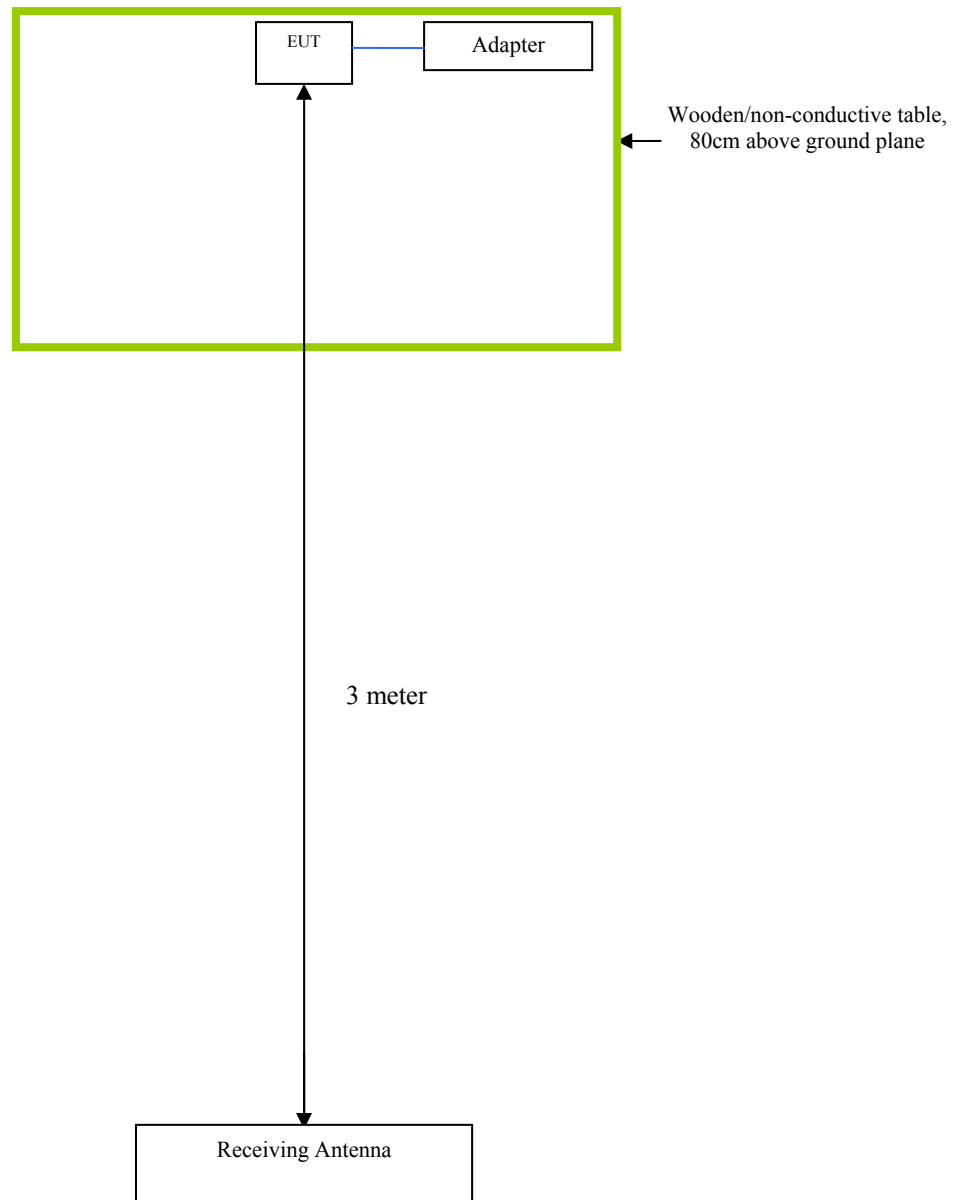 EUT
Adapter
Wooden/non-conductive table,
80cm above ground plane
3 meter
Receiving Antenna